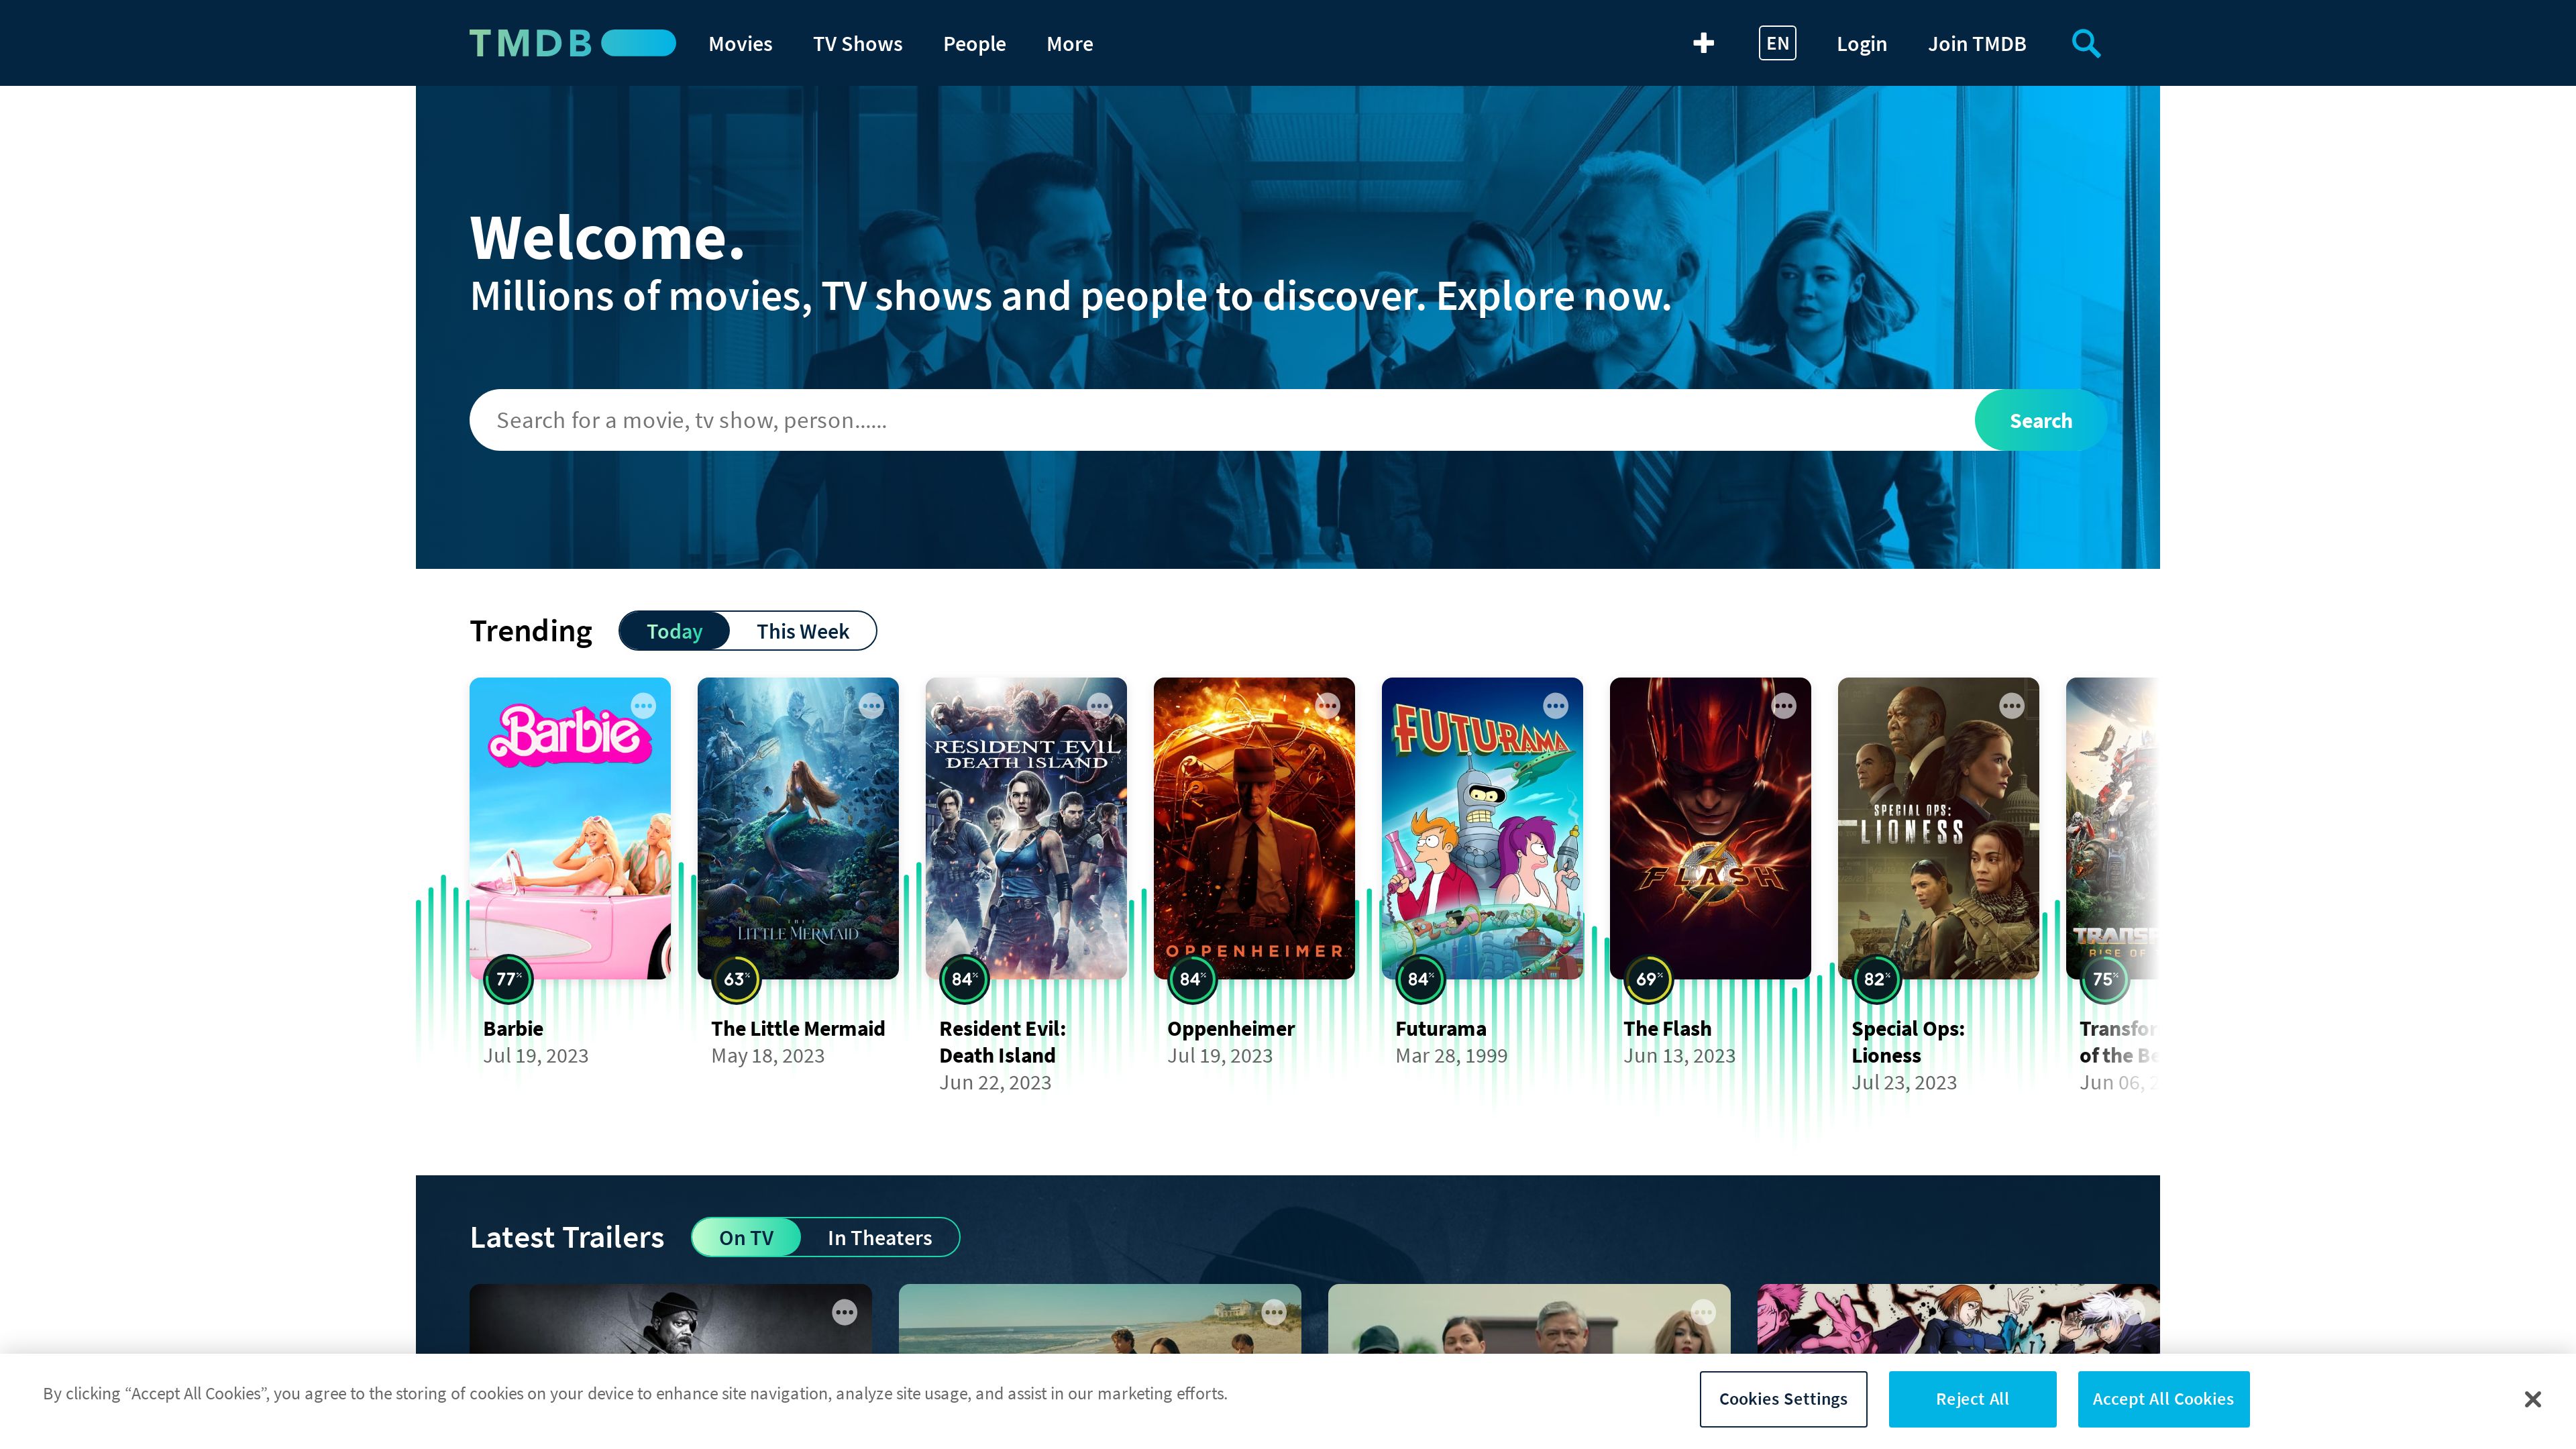 TMDB Movies TV Shows People More EN Login Join TMDB
Welcome.
Millions of movies, TV shows and people to discover. Explore now.
Search for a movie, tv show, person...... Search
Trending Today This Week
Barbie
THE
LITTLE MERMAID
RESIDENT EVIL
DEATH ISLAND
OPPENHEIMER
FUTURAMA
FLASH
SPECIAL OPS:
LIONESS
TRANSF
RISE OF
77% 63% 84% 84% 84% 69% 82% 75%
Barbie
Jul 19, 2023
The Little Mermaid
May 18, 2023
Resident Evil:
Death Island
Jun 22, 2023
Oppenheimer
Jul 19, 2023
Futurama
Mar 28, 1999
The Flash
Jun 13, 2023
Special Ops:
Lioness
Jul 23, 2023
Transfor
of the Be
Jun 06, 2
Latest Trailers On TV In Theaters
By clicking “Accept All Cookies”, you agree to the storing of cookies on your device to enhance site navigation, analyze site usage, and assist in our marketing efforts.
Cookies Settings Reject All Accept All Cookies